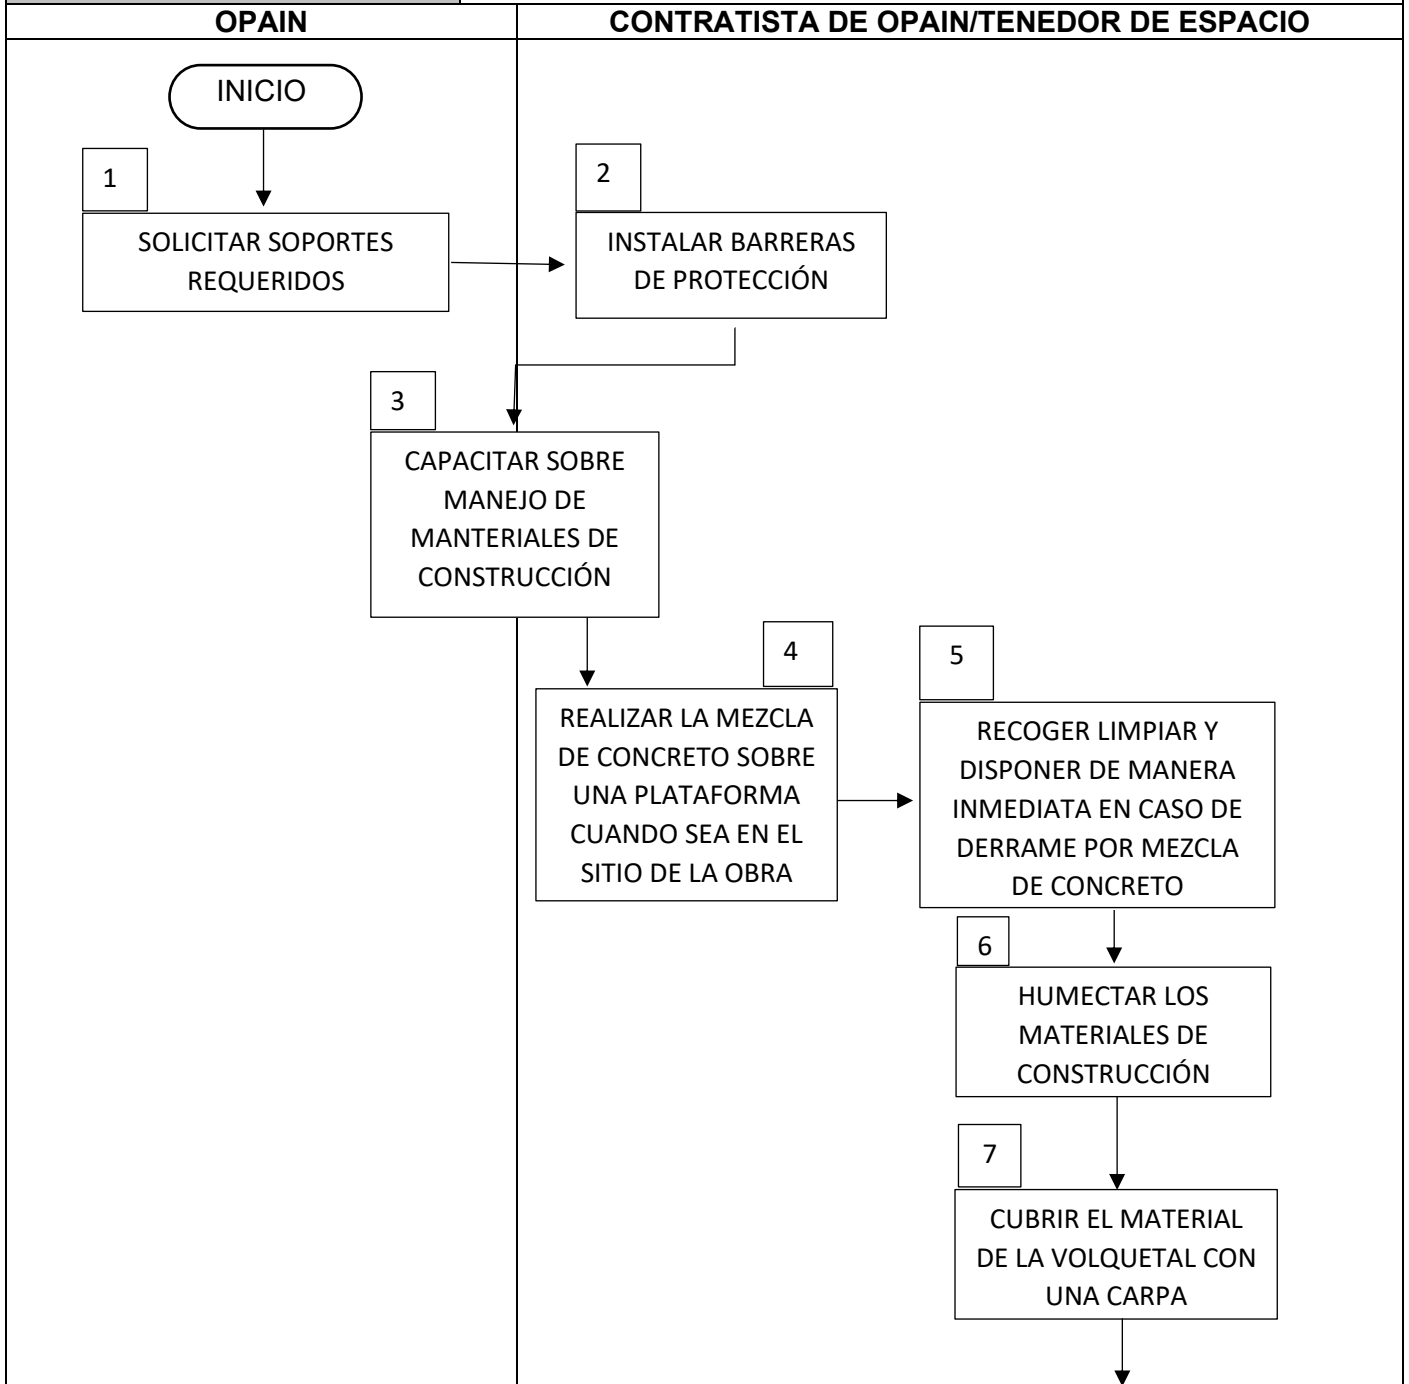 OPAIN
CONTRATISTA DE OPAIN/TENEDOR DE ESPACIO
INICIO
1
SOLICITAR SOPORTES
REQUERIDOS
2
INSTALAR BARRERAS
DE PROTECCIÓN
3
CAPACITAR SOBRE
MANEJO DE
MANTERIALES DE
CONSTRUCCIÓN
4
REALIZAR LA MEZCLA
DE CONCRETO SOBRE
UNA PLATAFORMA
CUANDO SEA EN EL
SITIO DE LA OBRA
5
RECOGER LIMPIAR Y
DISPONER DE MANERA
INMEDIATA EN CASO DE
DERRAME POR MEZCLA
DE CONCRETO
6
HUMECTAR LOS
MATERIALES DE
CONSTRUCCIÓN
7
CUBRIR EL MATERIAL
DE LA VOLQUETAL CON
UNA CARPA